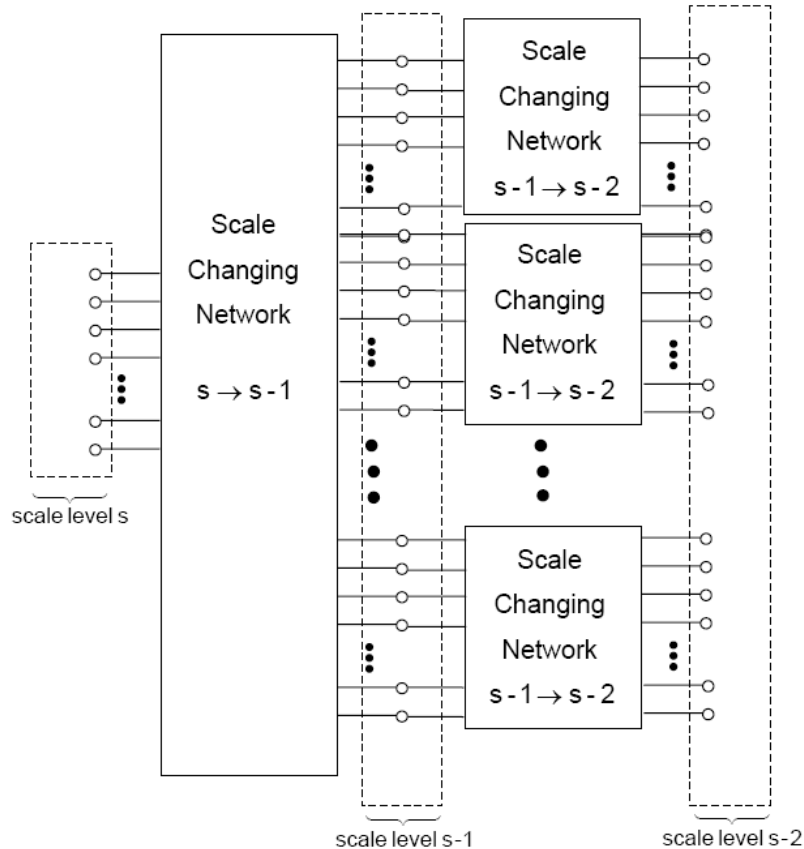 Scale
Changing
Network
s → s-1
Scale
Changing
Network
s-1 → s-2
Scale
Changing
Network
s-1 → s-2
Scale
Changing
Network
s-1 → s-2
scale level s
scale level s-1
scale level s-2